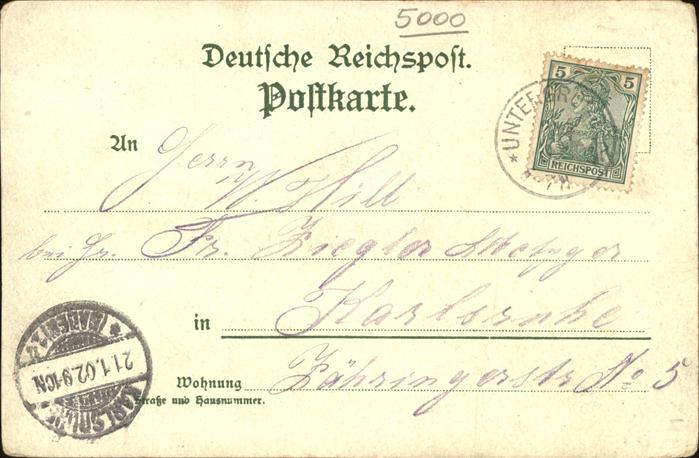 5000
Deutsche Reichspost.
Postkarte.
5 5
REICHSPOST
An Herrn
W. Hill
bei Hr. Fr. Ziegler Metzger
in Karlsruhe
Wohnung Zähringerstr No 5
Straße und Hausnummer.
* UNTER
KARLSRUHE
21.1.02.9-10N